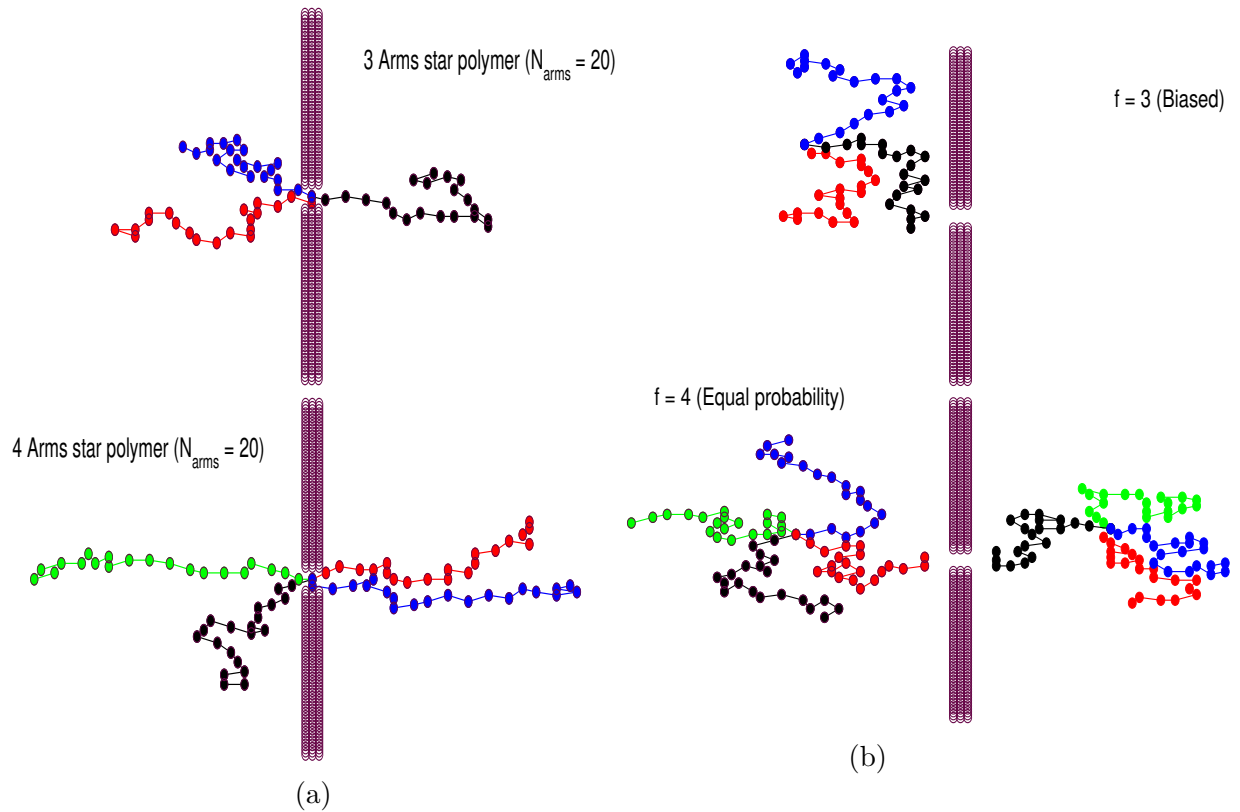 3 Arms star polymer (N_arms = 20)
f = 3 (Biased)
f = 4 (Equal probability)
4 Arms star polymer (N_arms = 20)
(a)
(b)